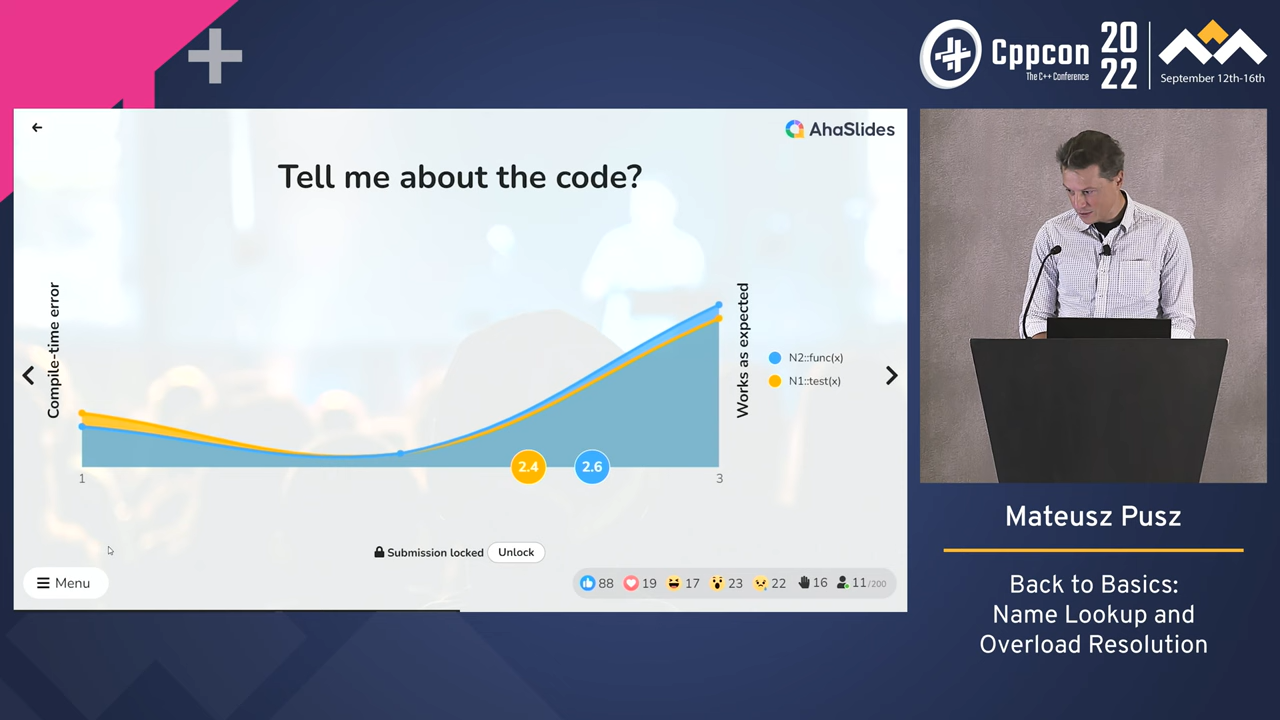 Cppcon
The C++ Conference
20
22
September 12th-16th
AhaSlides
Tell me about the code?
Compile-time error
Works as expected
N2::func(x)
N1::test(x)
2.4
2.6
1
3
Submission locked
Unlock
Menu
88
19
17
23
22
16
11/200
Mateusz Pusz
Back to Basics:
Name Lookup and
Overload Resolution